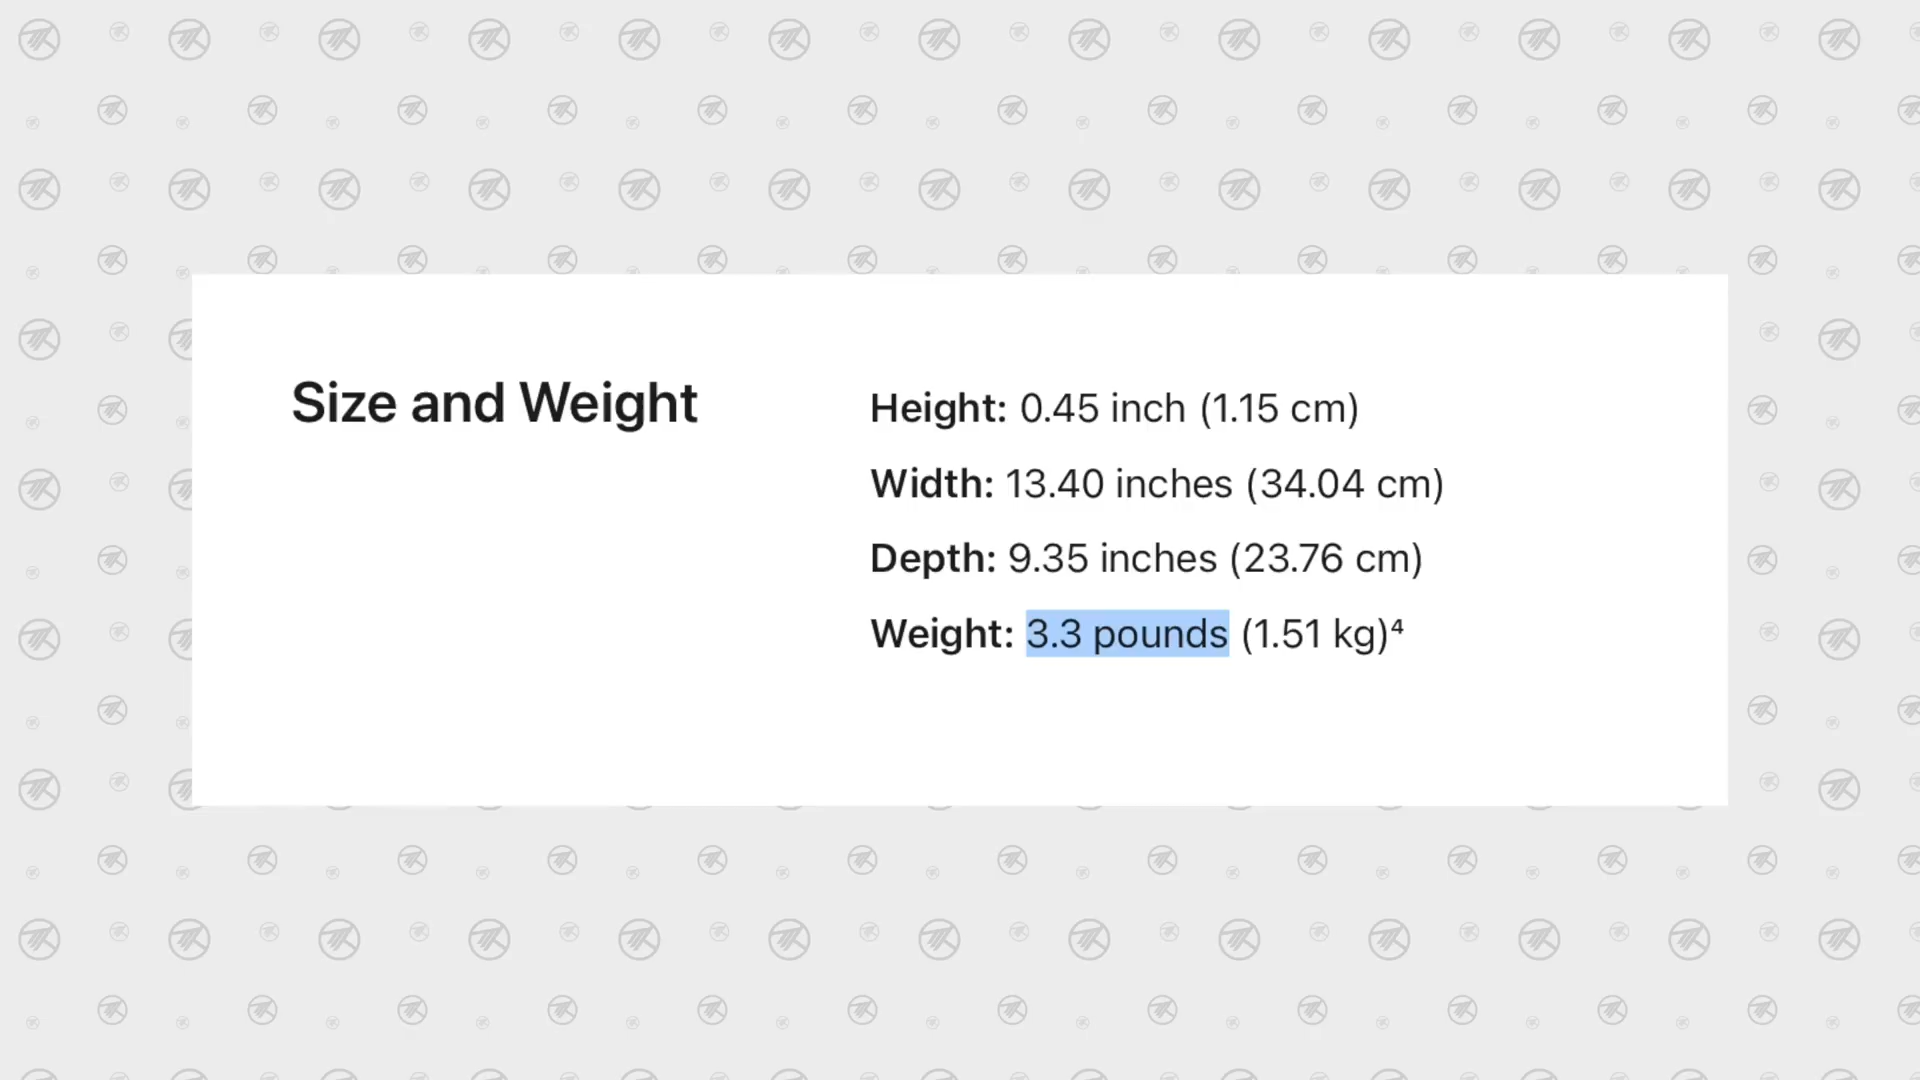 Size and Weight
Height: 0.45 inch (1.15 cm)
Width: 13.40 inches (34.04 cm)
Depth: 9.35 inches (23.76 cm)
Weight: 3.3 pounds (1.51 kg)⁴